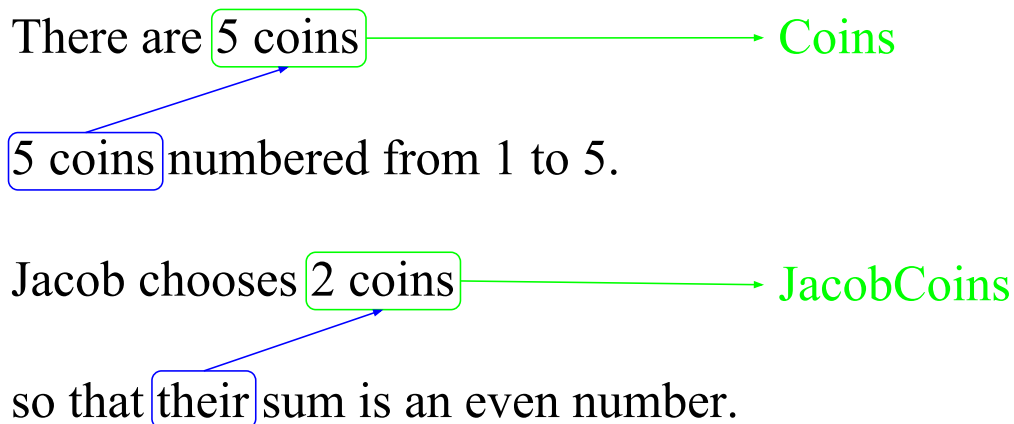 There are 5 coins Coins
5 coins numbered from 1 to 5.
Jacob chooses 2 coins JacobCoins
so that their sum is an even number.